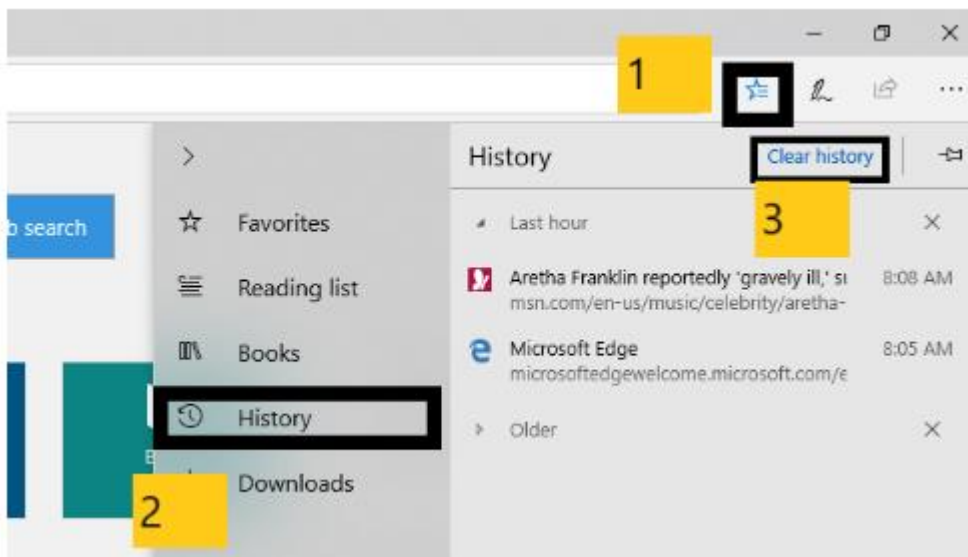 1
History
Clear history
b search
Favorites
Last hour
3
Reading list
Aretha Franklin reportedly 'gravely ill,' su
8:08 AM
msn.com/en-us/music/celebrity/aretha-
Books
Microsoft Edge
8:05 AM
microsoftedgewelcome.microsoft.com/e
History
Older
Downloads
2